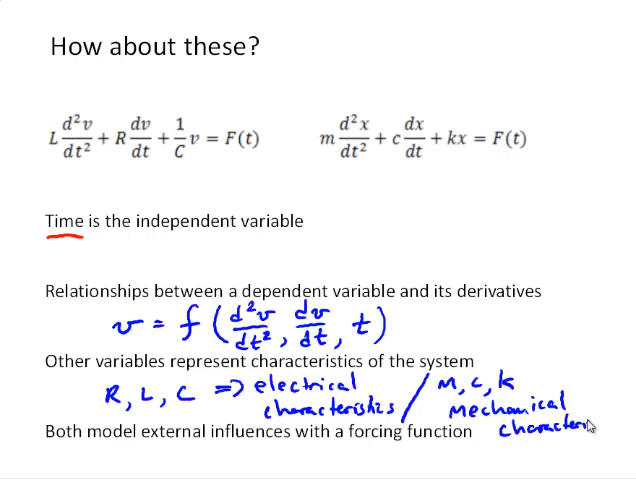 How about these?
L d²v/dt² + R dv/dt + 1/C v = F(t)
m d²x/dt² + c dx/dt + kx = F(t)
Time is the independent variable
Relationships between a dependent variable and its derivatives
v = f ( d²v/dt², dv/dt, t )
Other variables represent characteristics of the system
R, L, C => electrical characteristics / m, c, k mechanical characteri
Both model external influences with a forcing function